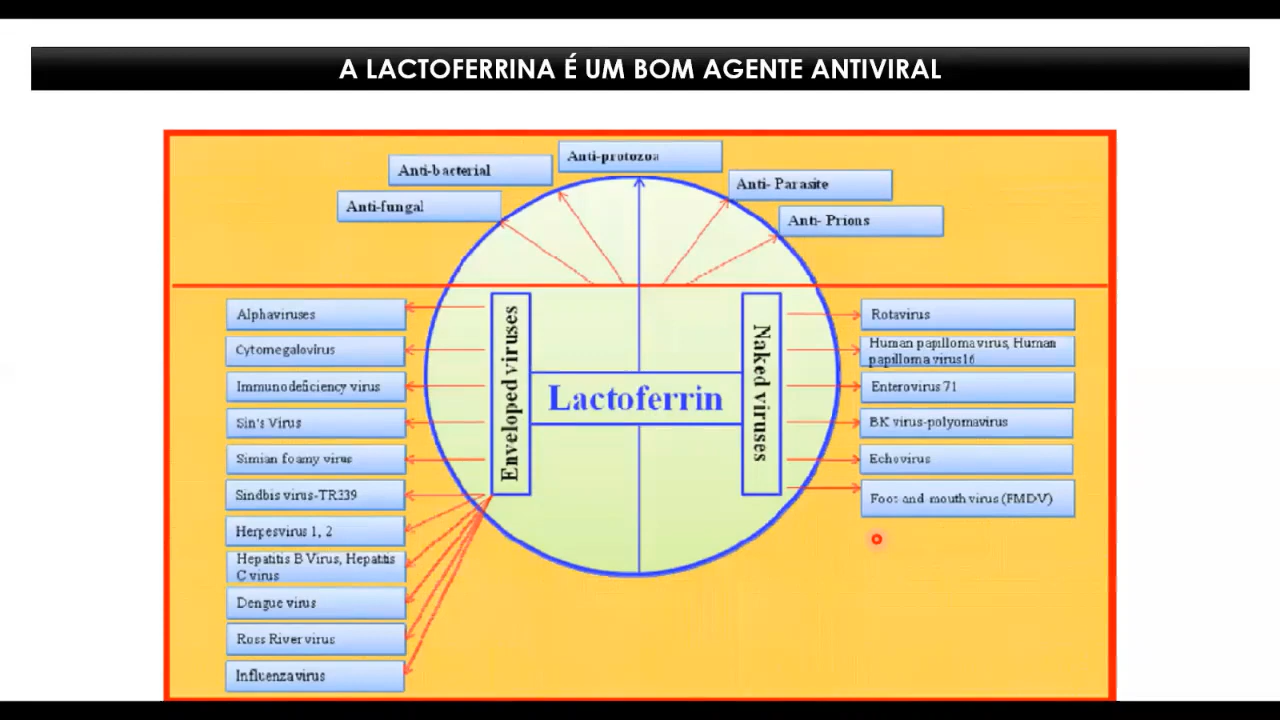 A LACTOFERRINA É UM BOM AGENTE ANTIVIRAL
Anti-protozoa
Anti-bacterial
Anti- Parasite
Anti-fungal
Anti- Prions
Enveloped viruses
Lactoferrin
Naked viruses
Alphaviruses
Cytomegalovirus
Immunodeficiency virus
Sin's Virus
Simian foamy virus
Sindbis virus-TR339
Herpesvirus 1, 2
Hepatitis B Virus, Hepatitis
C virus
Dengue virus
Ross River virus
Influenza virus
Rotavirus
Human papilloma virus, Human
papilloma virus16
Enterovirus 71
BK virus-polyomavirus
Echovirus
Foot and-mouth virus (FMDV)